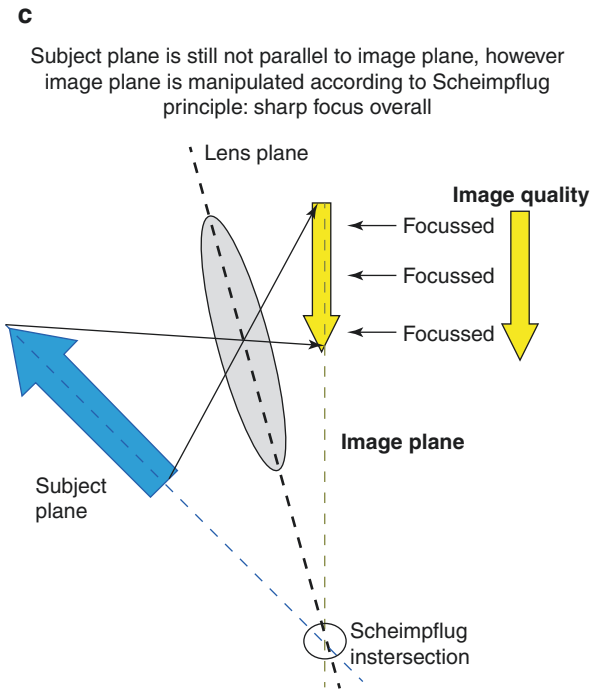 c
Subject plane is still not parallel to image plane, however
image plane is manipulated according to Scheimpflug
principle: sharp focus overall
Lens plane
Image quality
Focussed
Focussed
Focussed
Image plane
Subject
plane
Scheimpflug
instersection